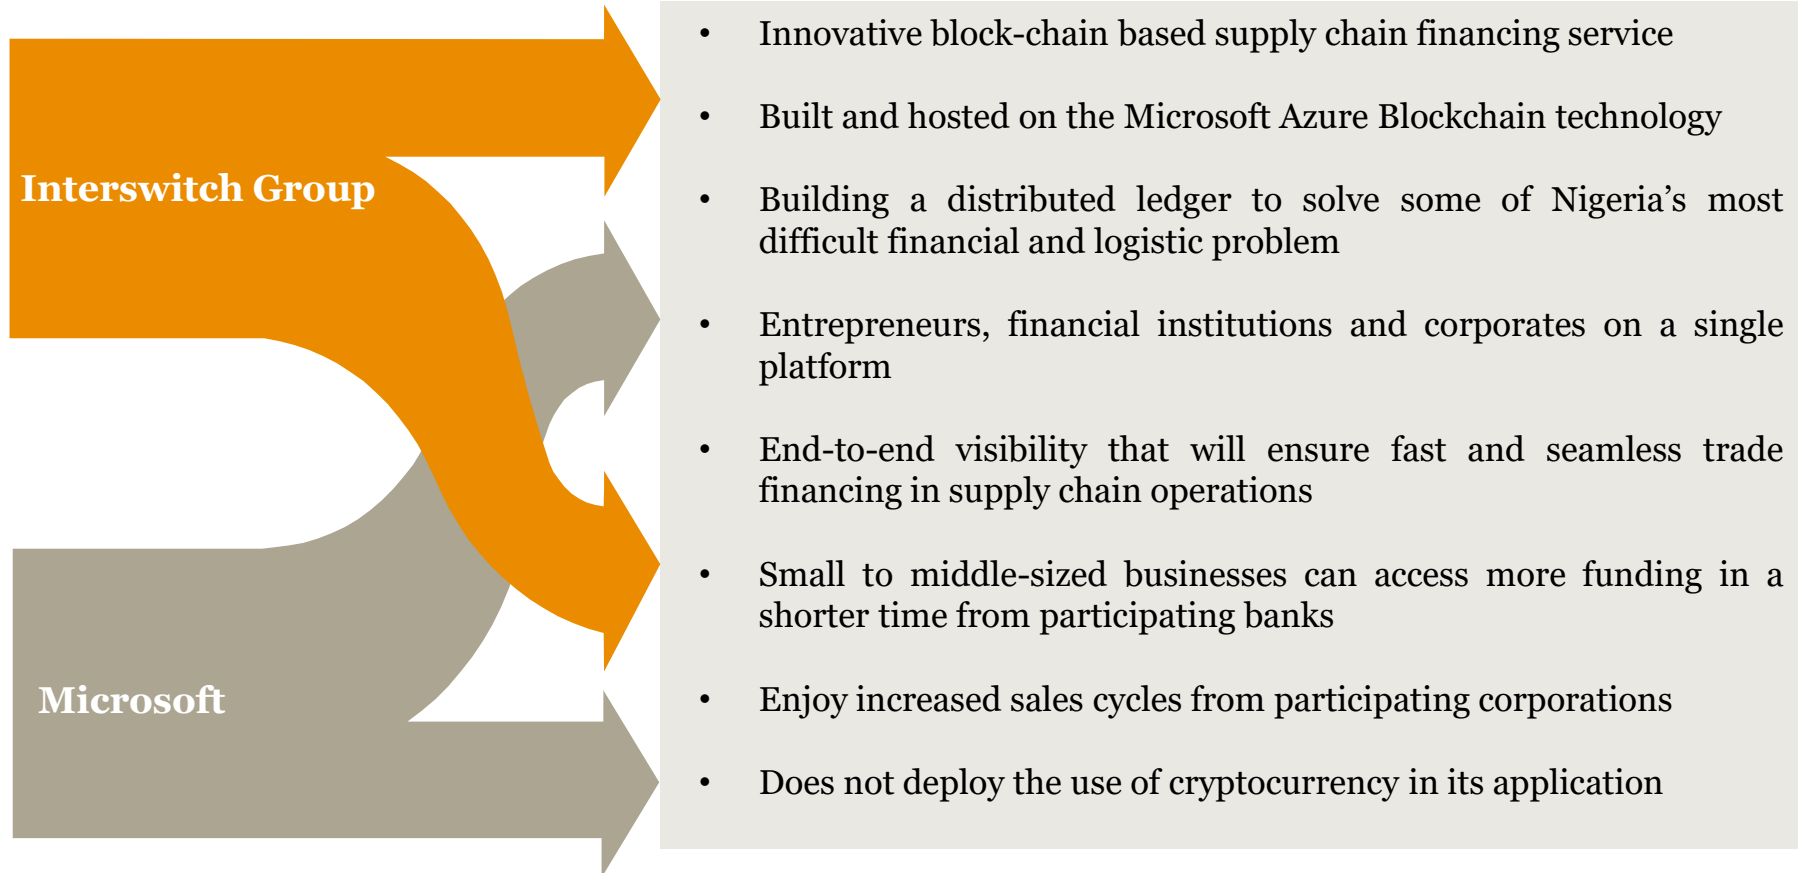 Interswitch Group
Microsoft
• Innovative block-chain based supply chain financing service
• Built and hosted on the Microsoft Azure Blockchain technology
• Building a distributed ledger to solve some of Nigeria’s most
difficult financial and logistic problem
• Entrepreneurs, financial institutions and corporates on a single
platform
• End-to-end visibility that will ensure fast and seamless trade
financing in supply chain operations
• Small to middle-sized businesses can access more funding in a
shorter time from participating banks
• Enjoy increased sales cycles from participating corporations
• Does not deploy the use of cryptocurrency in its application